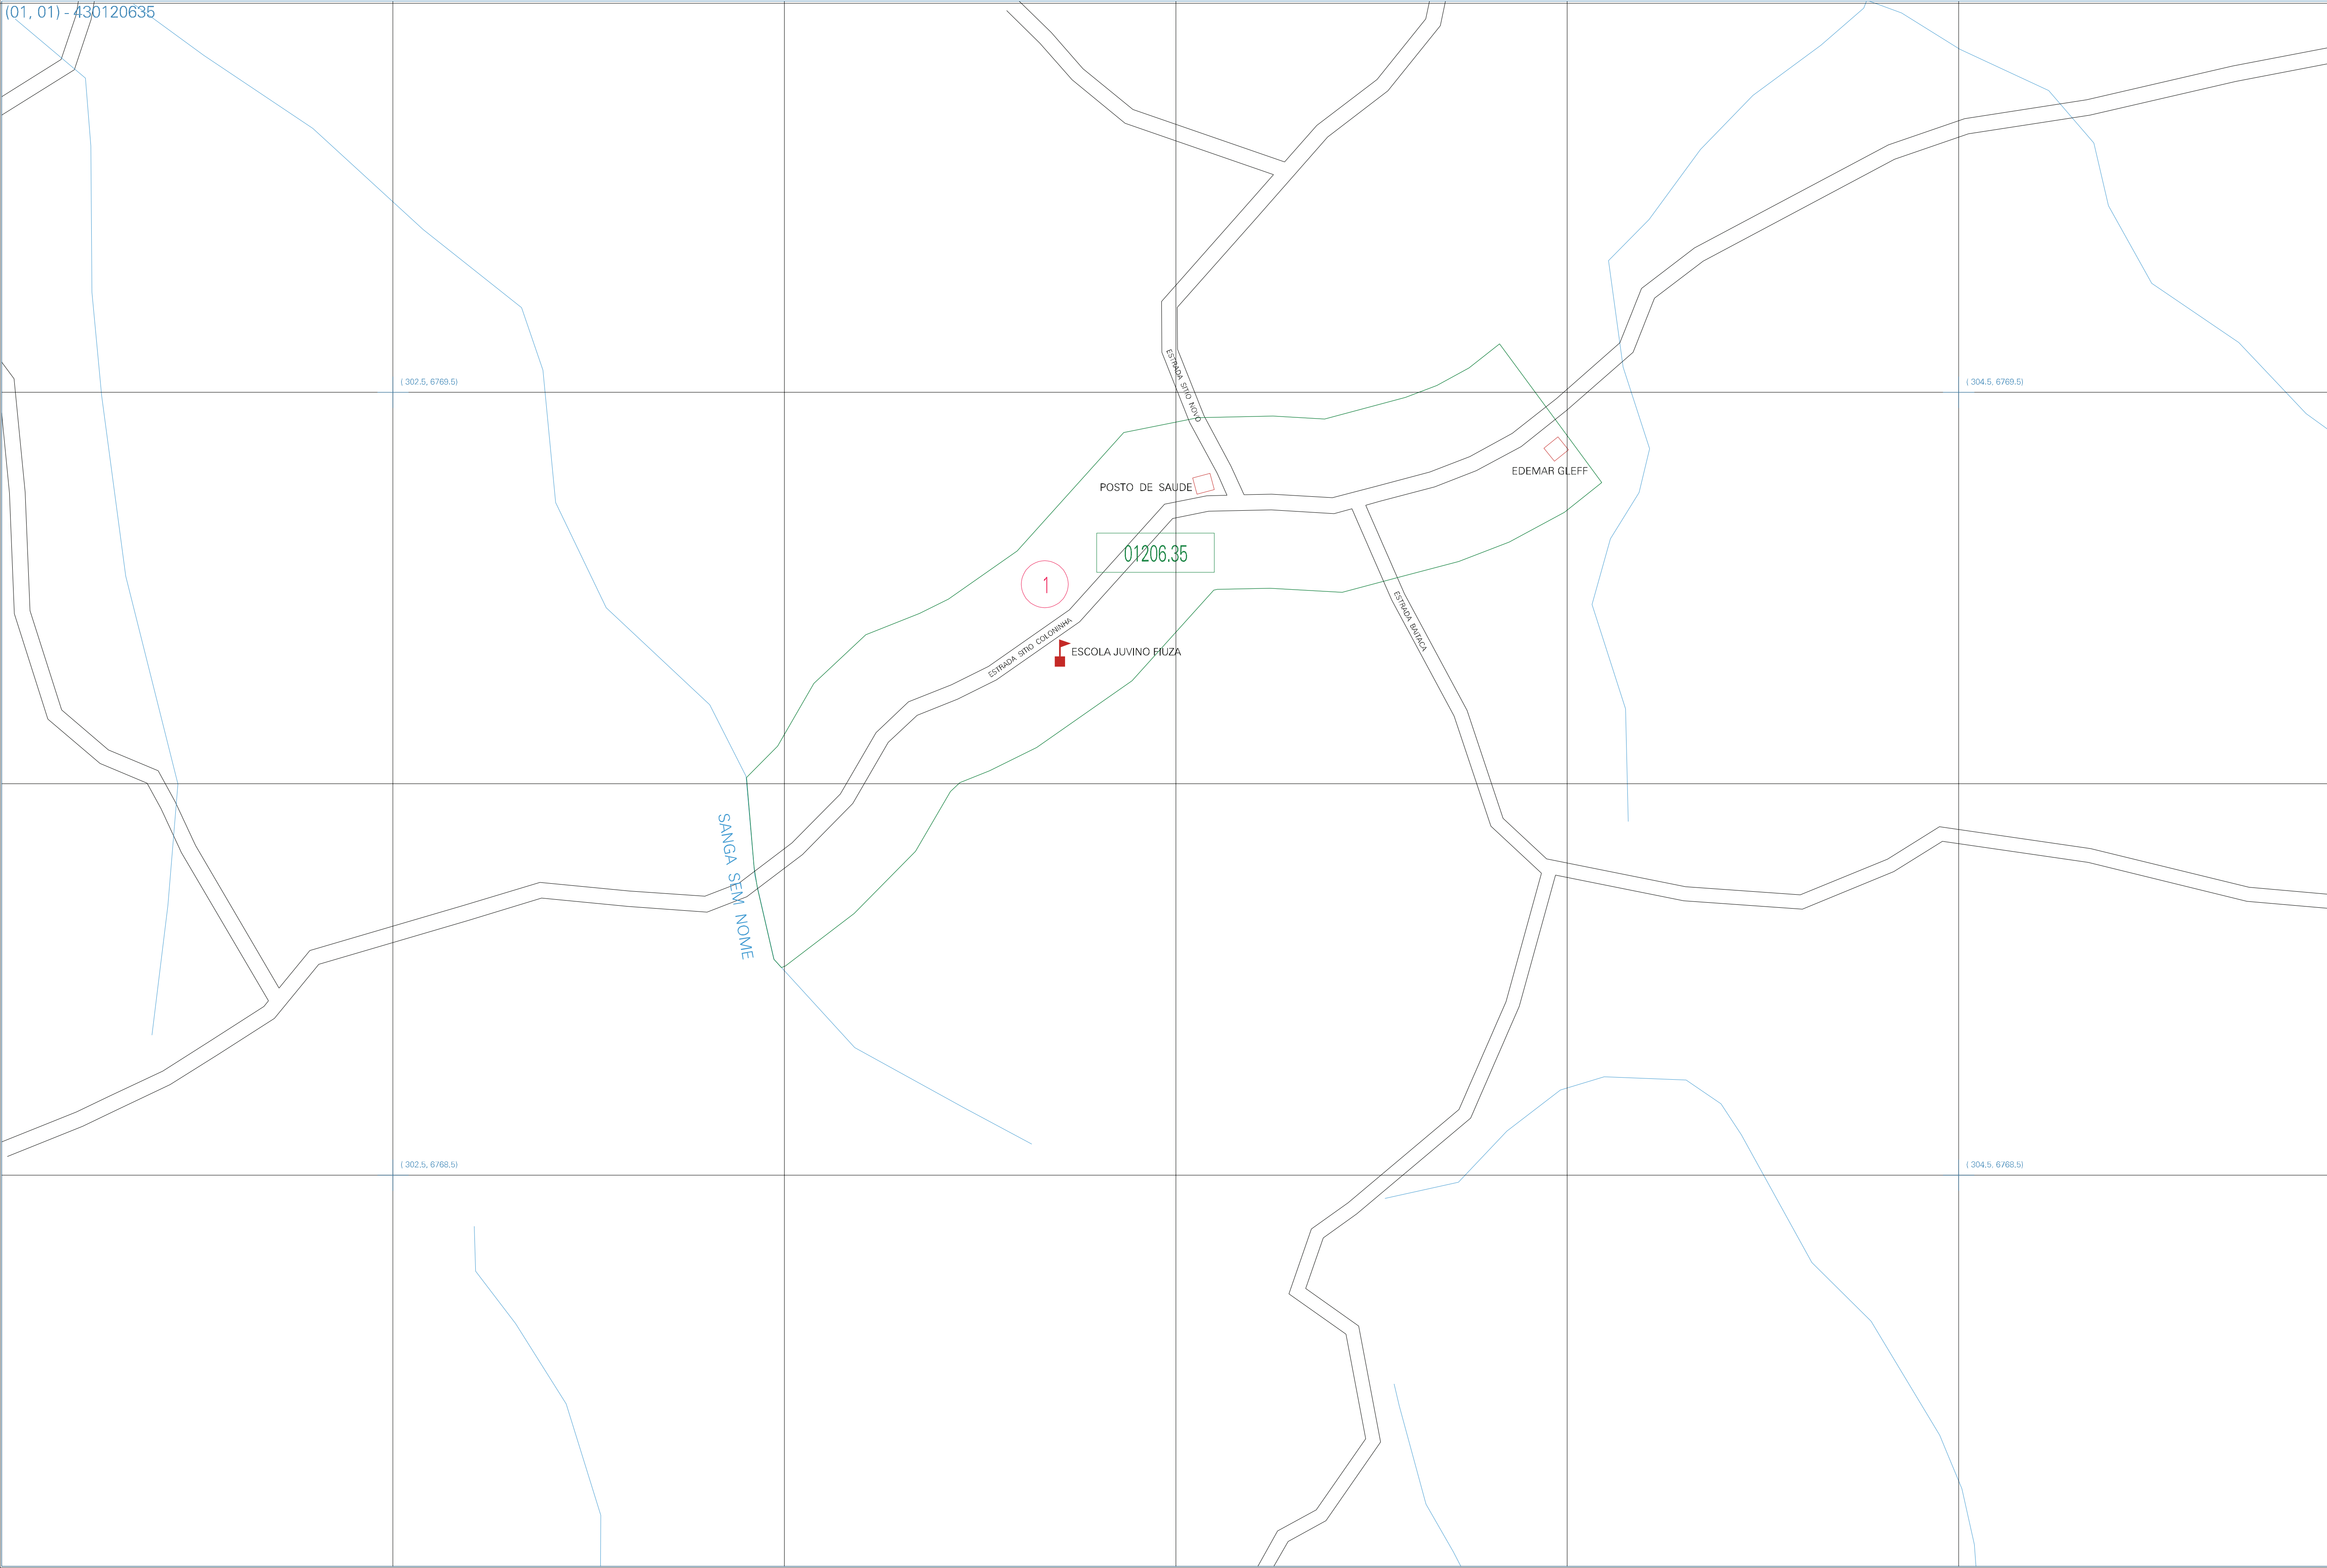 (01, 01) - 430120635
( 302.5, 6769.5)
( 304.5, 6769.5)
ESTRADA SITIO NOVO
EDEMAR GLEFF
POSTO DE SAUDE
01206.35
1
ESTRADA SITIO COLONINHA
ESTRADA BAITACA
ESCOLA JUVINO FIUZA
SANGA SEM NOME
( 302.5, 6768.5)
( 304.5, 6768.5)